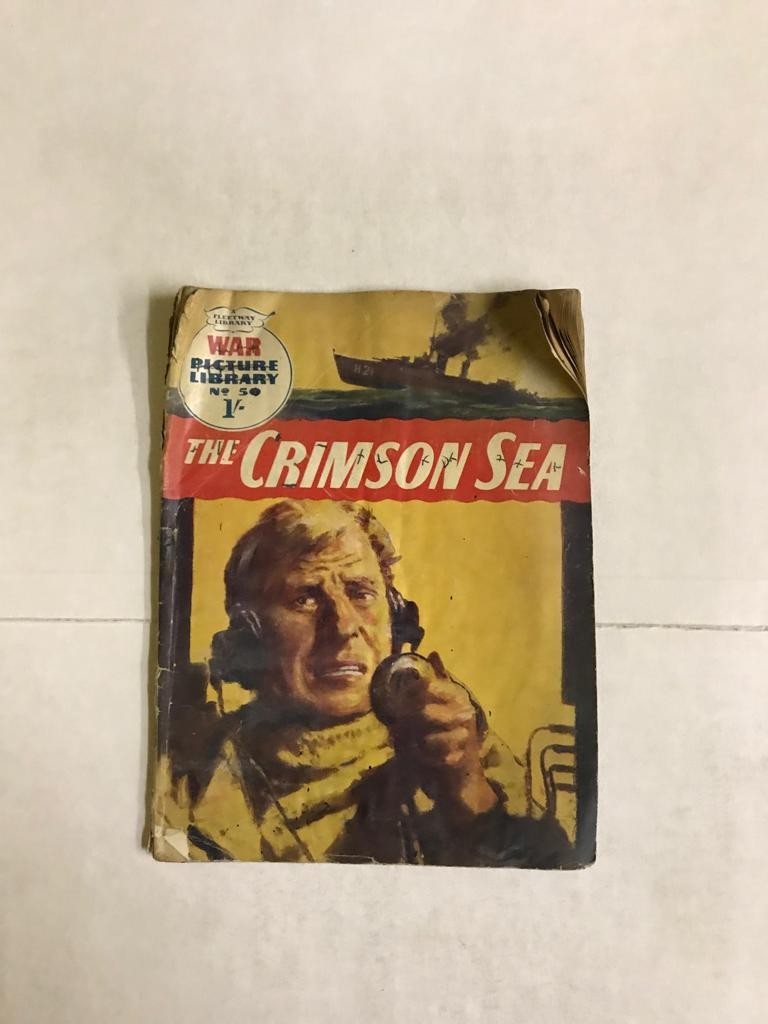 A
FLEETWAY
LIBRARY
WAR
PICTURE
LIBRARY
Nº 50
1/-
THE CRIMSON SEA
H21